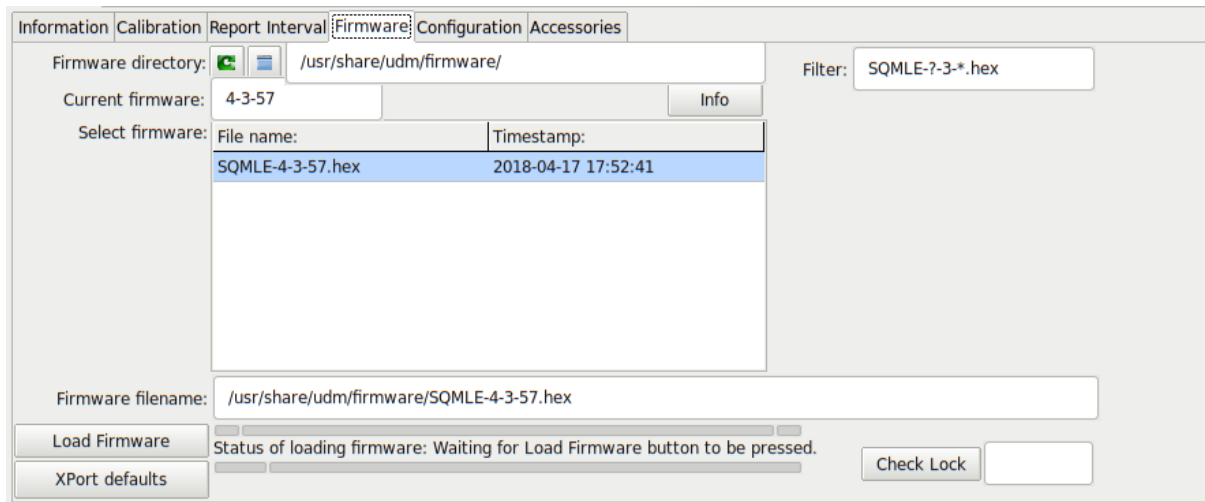 Information Calibration Report Interval Firmware Configuration Accessories
Firmware directory: /usr/share/udm/firmware/ Filter: SQMLE-?-3-*.hex
Current firmware: 4-3-57 Info
Select firmware: File name: Timestamp:
SQMLE-4-3-57.hex 2018-04-17 17:52:41
Firmware filename: /usr/share/udm/firmware/SQMLE-4-3-57.hex
Load Firmware Status of loading firmware: Waiting for Load Firmware button to be pressed.
XPort defaults Check Lock